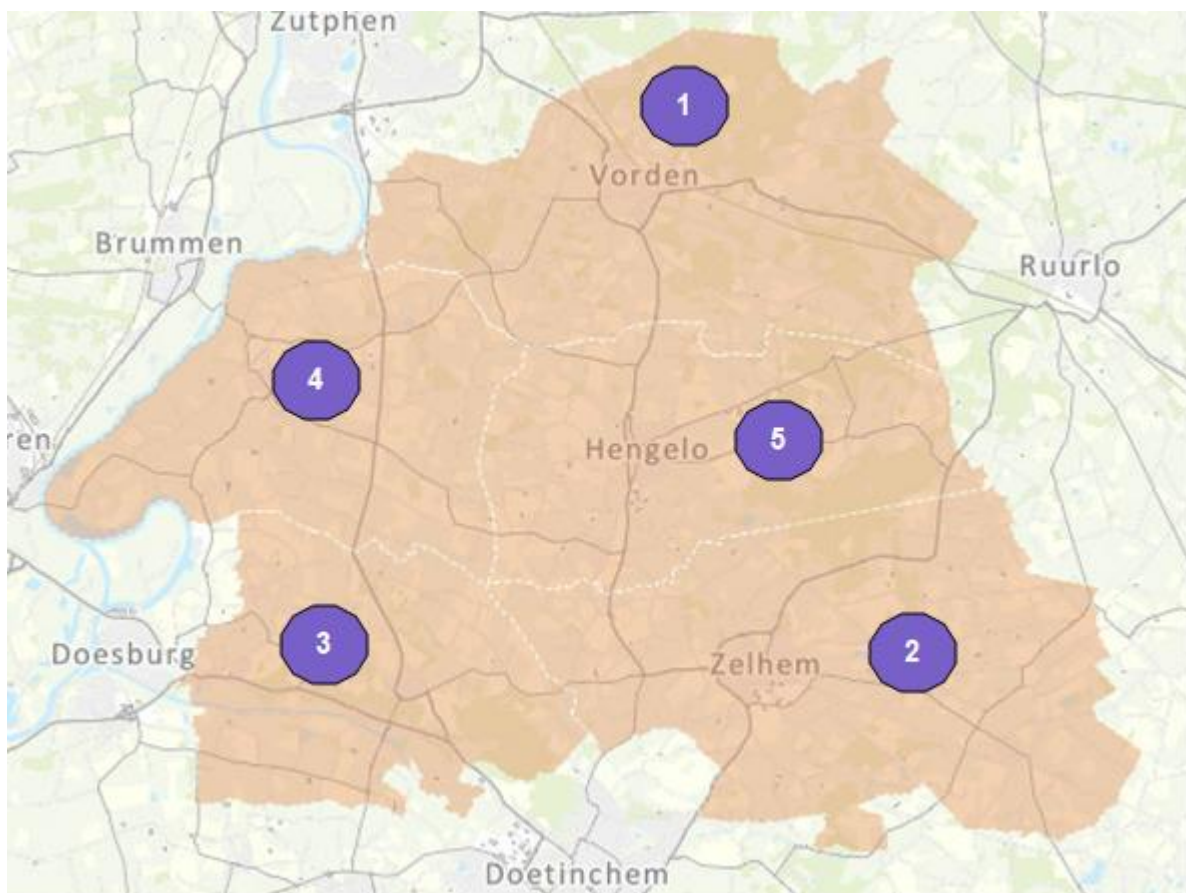 Zutphen
1
Vorden
Brummen
Ruurlo
4
5
Hengelo
ren
3
2
Doesburg
Zelhem
Doetinchem